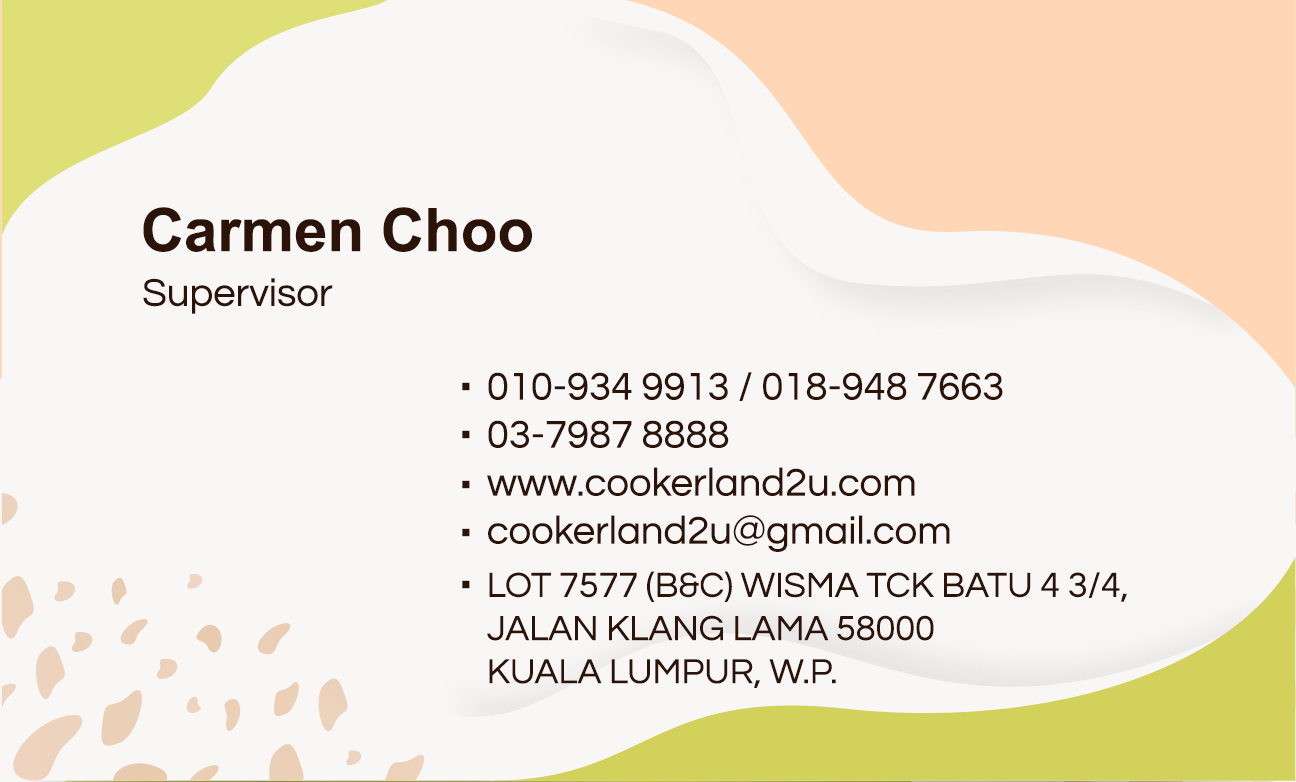 Carmen Choo
Supervisor
▪ 010-934 9913 / 018-948 7663
▪ 03-7987 8888
▪ www.cookerland2u.com
▪ cookerland2u@gmail.com
▪ LOT 7577 (B&C) WISMA TCK BATU 4 3/4,
JALAN KLANG LAMA 58000
KUALA LUMPUR, W.P.